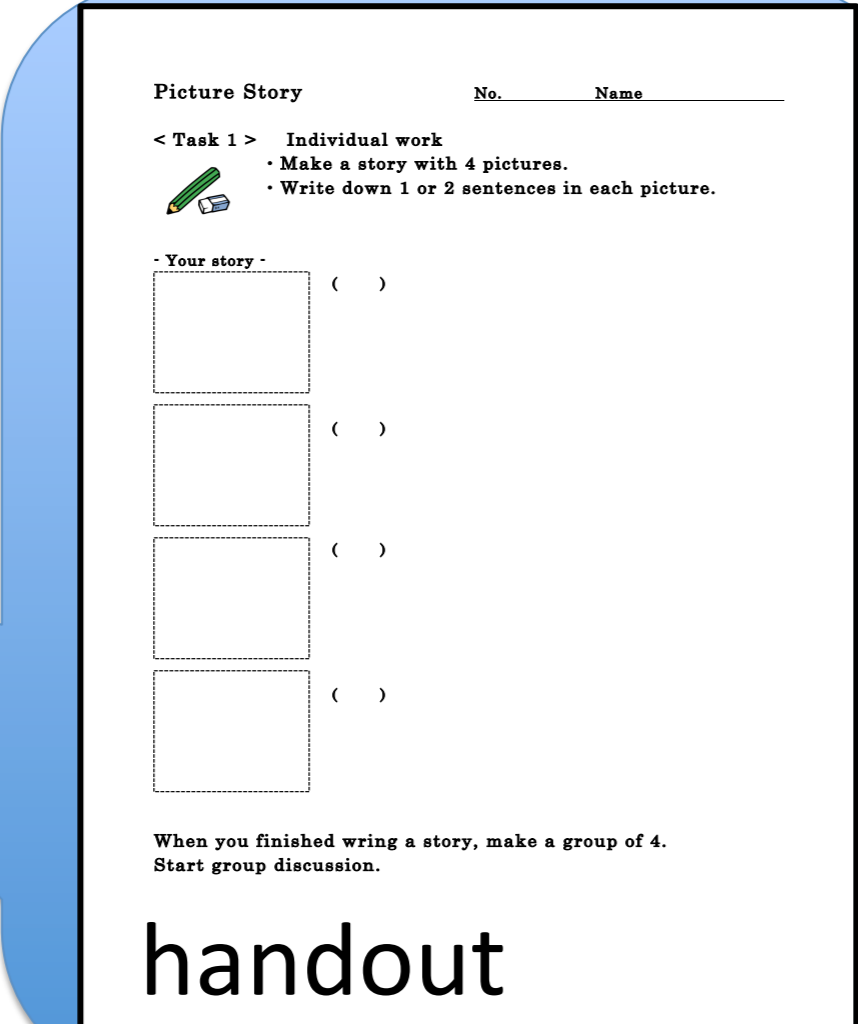 Picture Story No. Name
< Task 1 > Individual work
・Make a story with 4 pictures.
・Write down 1 or 2 sentences in each picture.
- Your story -
( )
( )
( )
( )
When you finished wring a story, make a group of 4.
Start group discussion.
handout